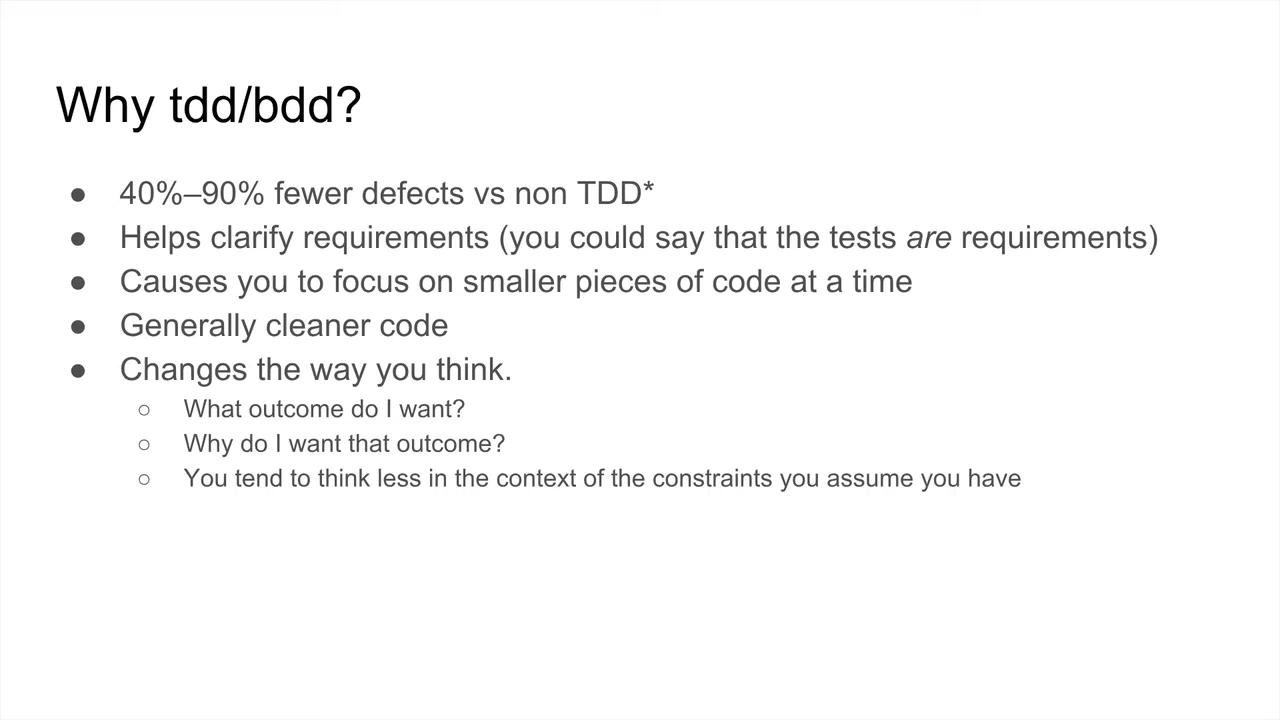 Why tdd/bdd?
● 40%–90% fewer defects vs non TDD*
● Helps clarify requirements (you could say that the tests are requirements)
● Causes you to focus on smaller pieces of code at a time
● Generally cleaner code
● Changes the way you think.
○ What outcome do I want?
○ Why do I want that outcome?
○ You tend to think less in the context of the constraints you assume you have